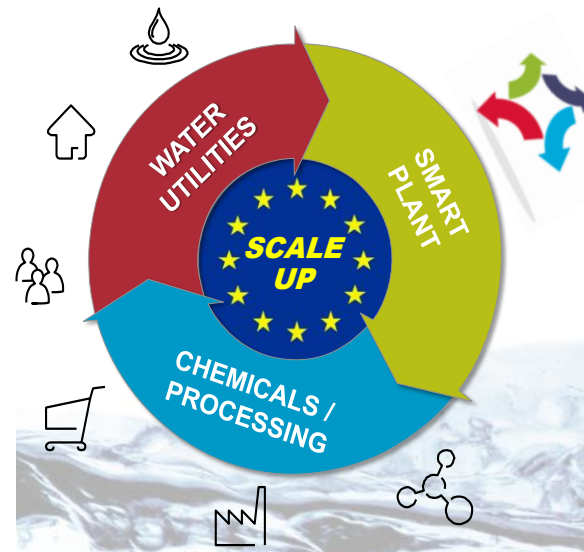 WATER
UTILITIES
SMART
PLANT
SCALE
UP
CHEMICALS /
PROCESSING